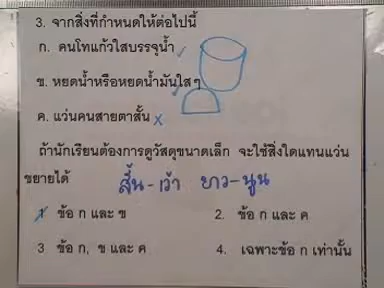 3. จากสิ่งที่กำหนดให้ต่อไปนี้
ก. คนโทแก้วใสบรรจุน้ำ
ข. หยดน้ำหรือหยดน้ำมันใสๆ
ค. แว่นคนสายตาสั้น x
ถ้านักเรียนต้องการดูวัสดุขนาดเล็ก จะใช้สิ่งใดแทนแว่น
ขยายได้ สั้น-เว้า ยาว-นูน
1 ข้อ ก และ ข 2. ข้อ ก และ ค
3 ข้อ ก, ข และ ค 4. เฉพาะข้อ ก เท่านั้น